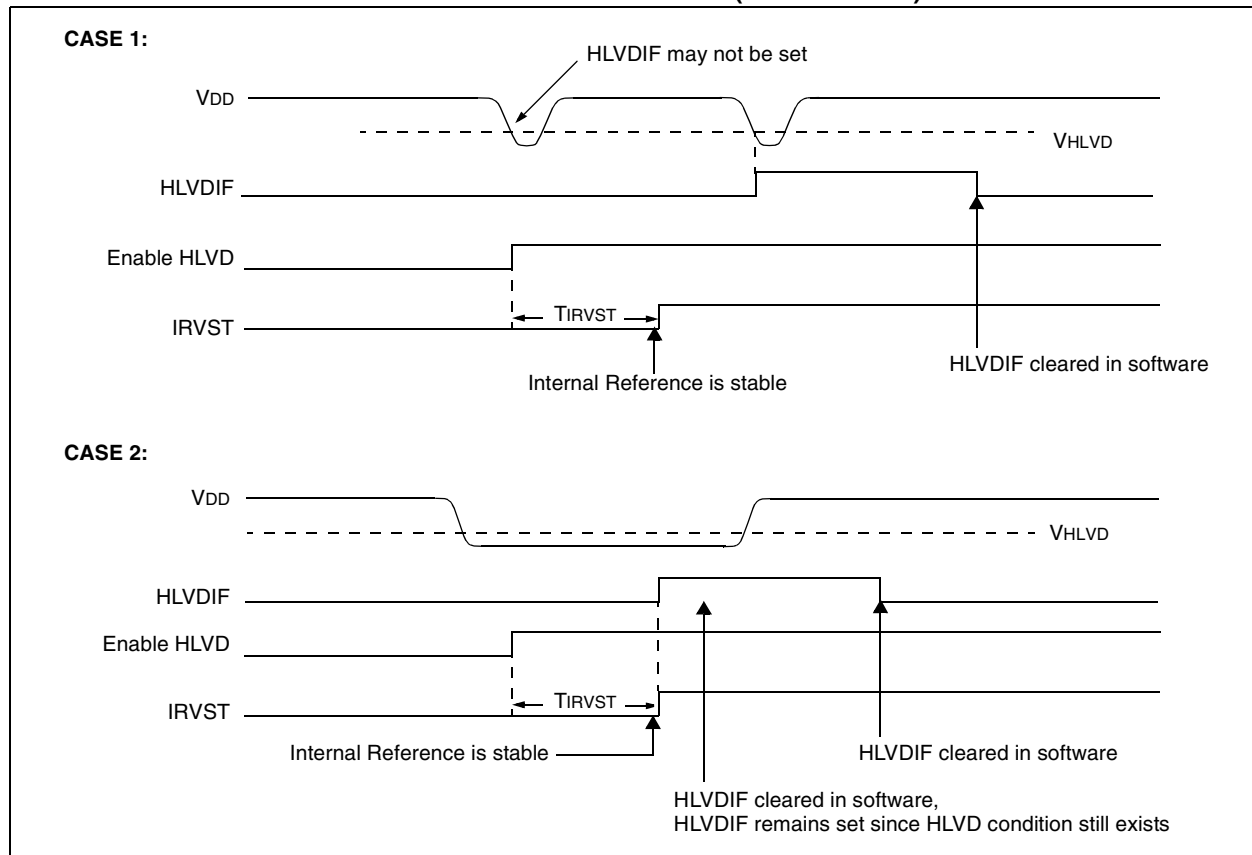 CASE 1:
HLVDIF may not be set
VDD
VHLVD
HLVDIF
Enable HLVD
TIRVST
IRVST
HLVDIF cleared in software
Internal Reference is stable
CASE 2:
VDD
VHLVD
HLVDIF
Enable HLVD
TIRVST
IRVST
Internal Reference is stable
HLVDIF cleared in software
HLVDIF cleared in software,
HLVDIF remains set since HLVD condition still exists